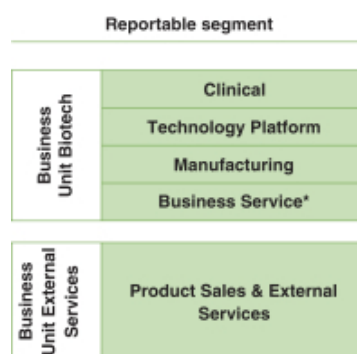 Reportable segment
Business
Unit Biotech
Clinical
Technology Platform
Manufacturing
Business Service*
Business
Unit External
Services
Product Sales & External
Services